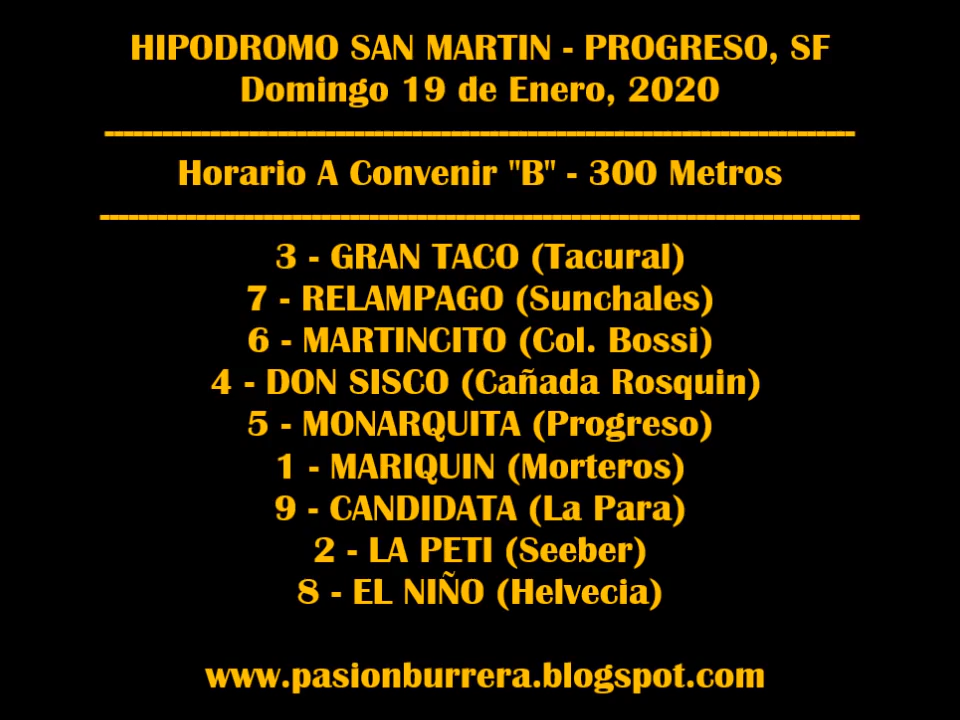 HIPODROMO SAN MARTIN - PROGRESO, SF
Domingo 19 de Enero, 2020
--------------------------------------------------------------------------------
Horario A Convenir "B" - 300 Metros
---------------------------------------------------------------------------------
3 - GRAN TACO (Tacural)
7 - RELAMPAGO (Sunchales)
6 - MARTINCITO (Col. Bossi)
4 - DON SISCO (Cañada Rosquin)
5 - MONARQUITA (Progreso)
1 - MARIQUIN (Morteros)
9 - CANDIDATA (La Para)
2 - LA PETI (Seeber)
8 - EL NIÑO (Helvecia)
www.pasionburrera.blogspot.com